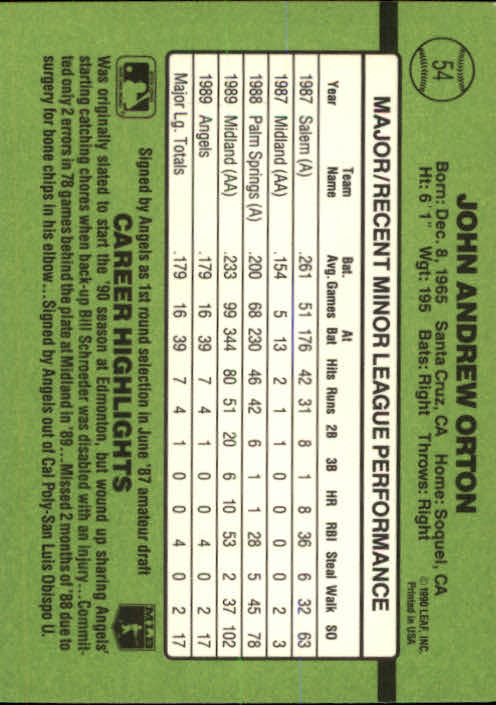 54
JOHN ANDREW ORTON
Born: Dec. 8, 1965 Santa Cruz, CA Home: Soquel, CA
Ht: 6' 1" Wgt: 195 Bats: Right Throws: Right
© 1990 LEAF, INC.
Printed in USA
MAJOR/RECENT MINOR LEAGUE PERFORMANCE
Year Team Name Bat. Avg. Games At Bat Hits Runs 2B 3B HR RBI Steal Walk SO
1987 Salem (A) .261 51 176 42 31 8 1 8 36 6 32 63
1987 Midland (AA) .154 5 13 2 1 1 0 0 0 0 2 3
1988 Palm Springs (A) .200 68 230 46 42 6 1 1 28 5 45 78
1989 Midland (AA) .233 99 344 80 51 20 6 10 53 2 37 102
1989 Angels .179 16 39 7 4 1 0 0 4 0 2 17
Major Lg. Totals .179 16 39 7 4 1 0 0 4 0 2 17
Signed by Angels as 1st round selection in June '87 amateur draft
CAREER HIGHLIGHTS
MLB
Was originally slated to start the '90 season at Edmonton, but wound up sharing Angels'
starting catching chores when back-up Bill Schroeder was disabled with an injury...Commit-
ted only 2 errors in 78 games behind the plate at Midland in '89...Missed 2 months of '88 due to
surgery for bone chips in his elbow...Signed by Angels out of Cal Poly-San Luis Obispo U.